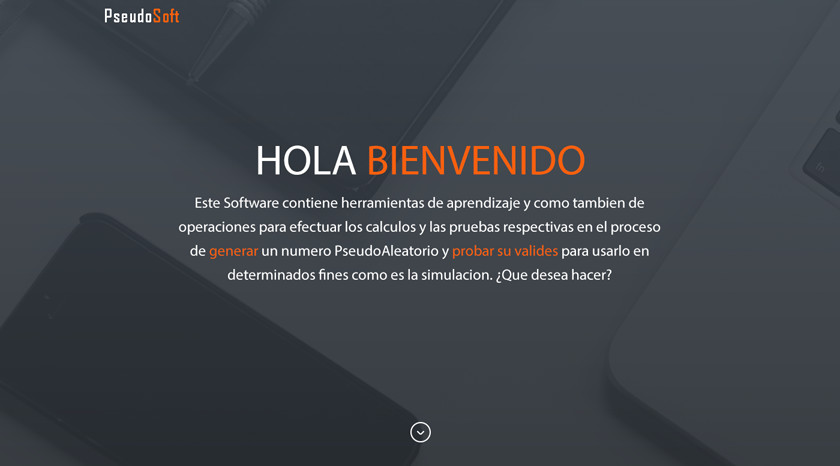 PseudoSoft
HOLA BIENVENIDO
Este Software contiene herramientas de aprendizaje y como tambien de
operaciones para efectuar los calculos y las pruebas respectivas en el proceso
de generar un numero PseudoAleatorio y probar su valides para usarlo en
determinados fines como es la simulacion. ¿Que desea hacer?
fn